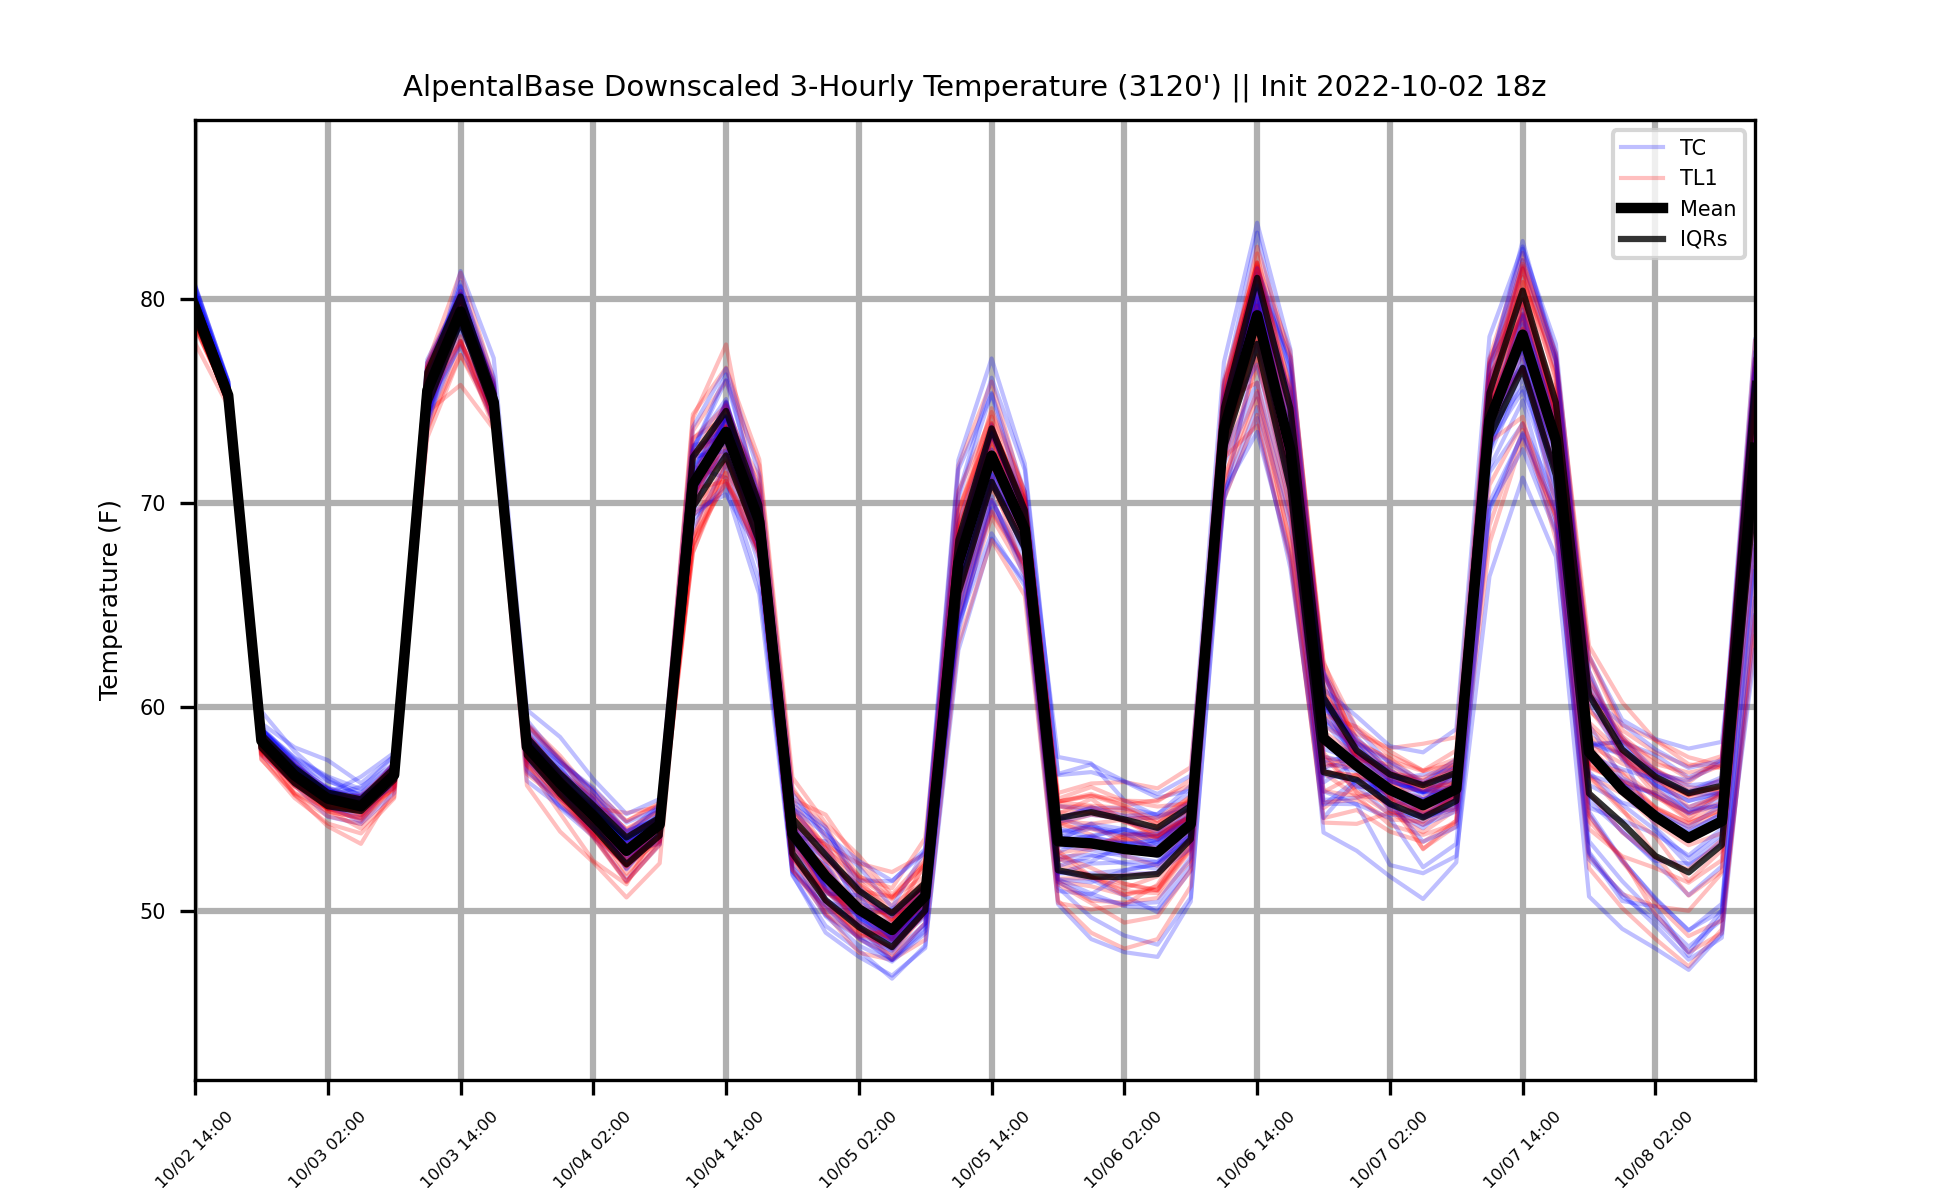 AlpentalBase Downscaled 3-Hourly Temperature (3120') || Init 2022-10-02 18z
TC
TL1
Mean
IQRs
Temperature (F)
80
70
60
50
10/02 14:00
10/03 02:00
10/03 14:00
10/04 02:00
10/04 14:00
10/05 02:00
10/05 14:00
10/06 02:00
10/06 14:00
10/07 02:00
10/07 14:00
10/08 02:00